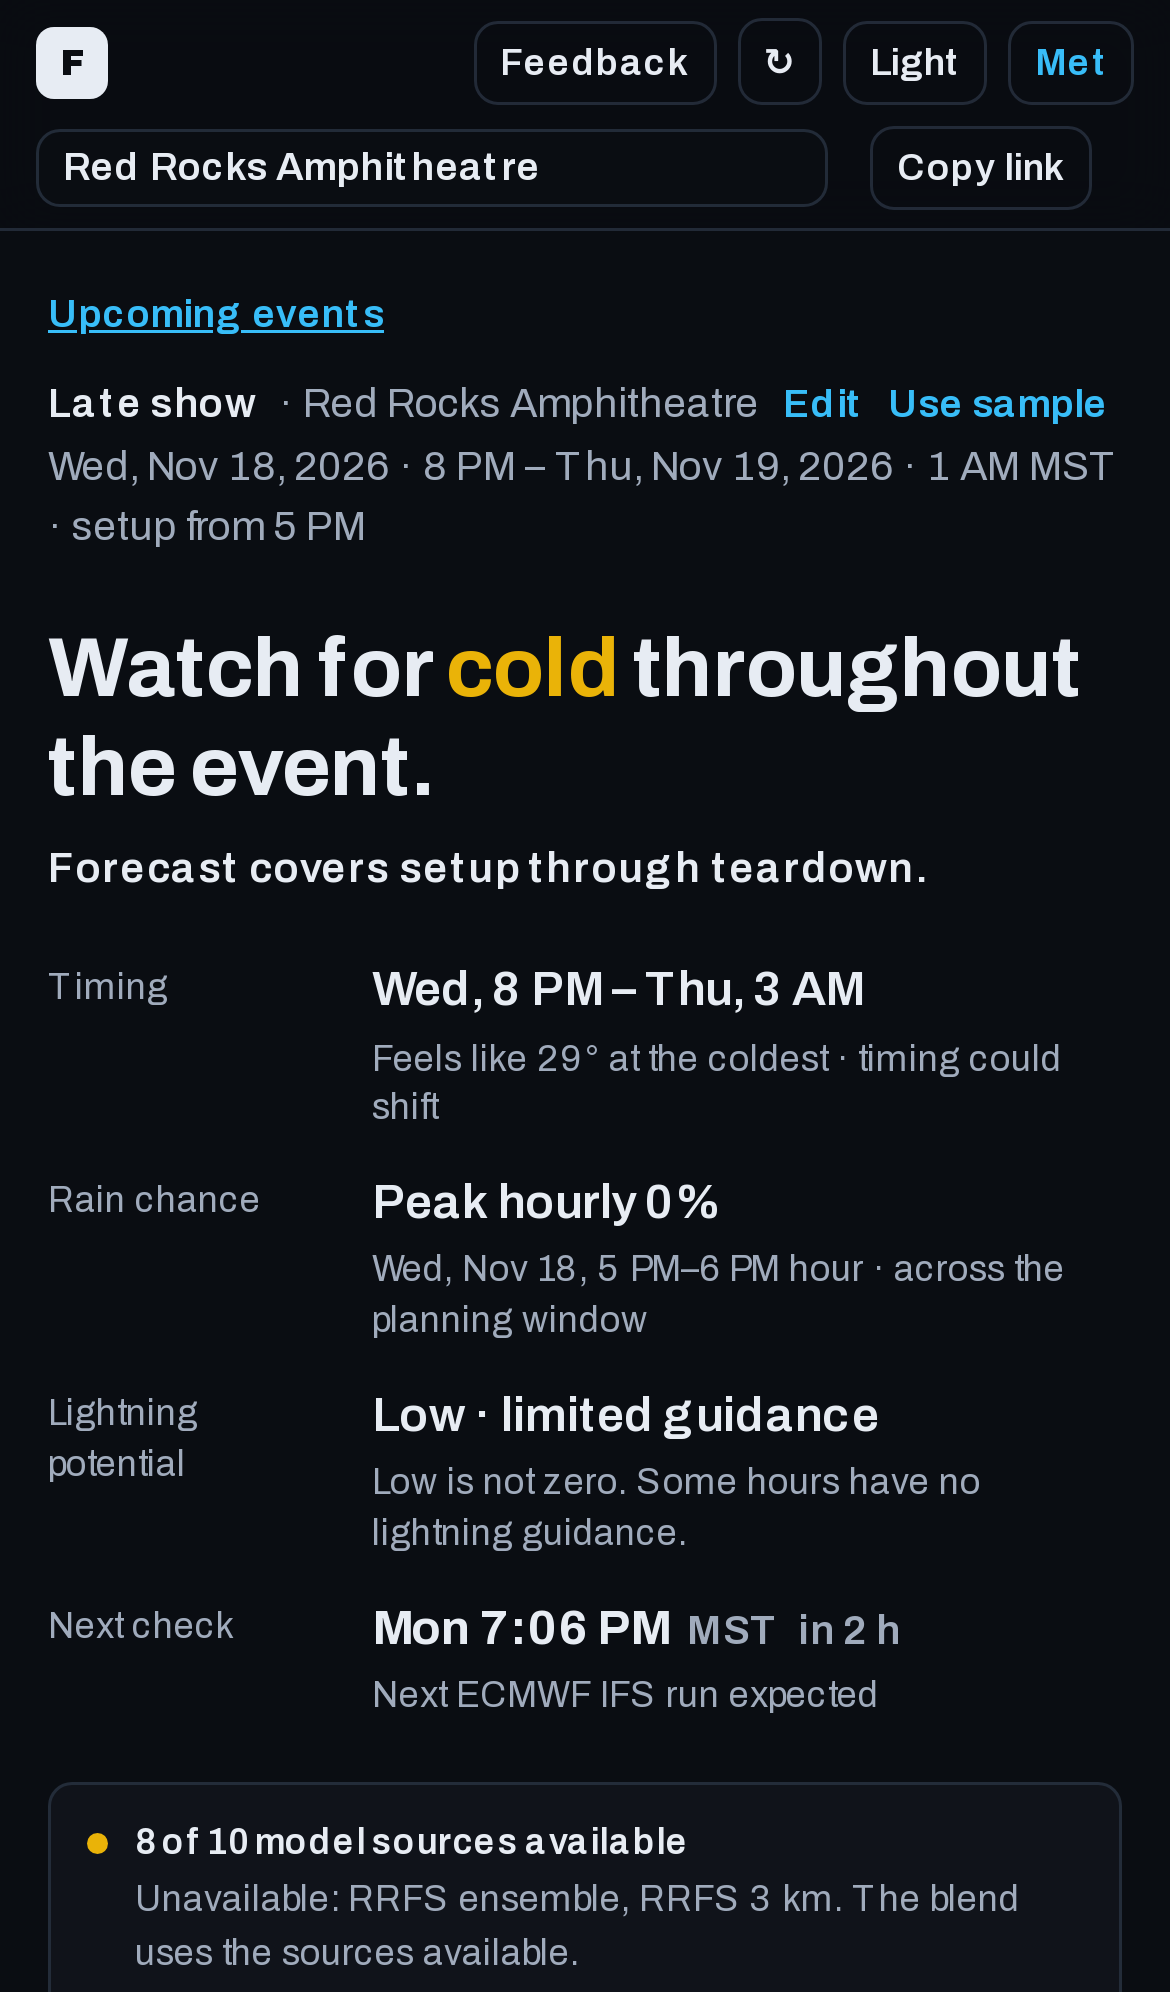 F
Feedback ↻ Light Met
Red Rocks Amphitheatre Copy link
Upcoming events
Late show · Red Rocks Amphitheatre Edit Use sample
Wed, Nov 18, 2026 · 8 PM – Thu, Nov 19, 2026 · 1 AM MST
· setup from 5 PM
Watch for cold throughout
the event.
Forecast covers setup through teardown.
Timing
Wed, 8 PM – Thu, 3 AM
Feels like 29° at the coldest · timing could
shift
Rain chance
Peak hourly 0%
Wed, Nov 18, 5 PM–6 PM hour · across the
planning window
Lightning
potential
Low · limited guidance
Low is not zero. Some hours have no
lightning guidance.
Next check
Mon 7:06 PM MST in 2 h
Next ECMWF IFS run expected
8 of 10 model sources available
Unavailable: RRFS ensemble, RRFS 3 km. The blend
uses the sources available.